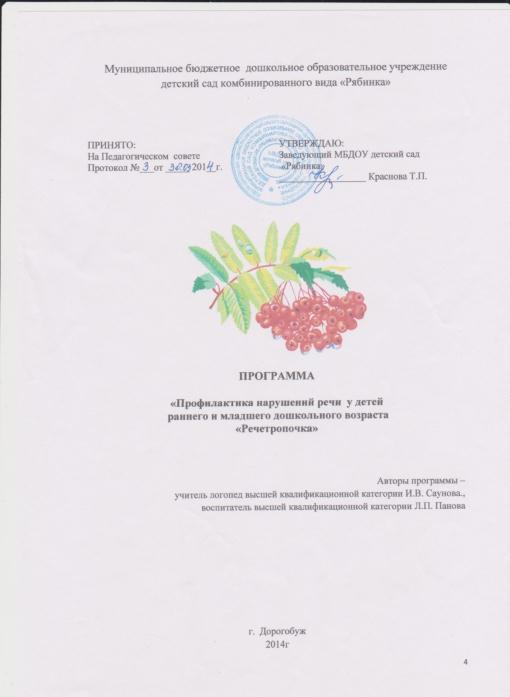 Муниципальное бюджетное дошкольное образовательное учреждение
детский сад комбинированного вида «Рябинка»
ПРИНЯТО:
На Педагогическом совете
Протокол № 3 от 30.03 2014 г.
УТВЕРЖДАЮ:
Заведующий МБДОУ детский сад
«Рябинка»
Краснова Т.П.
ПРОГРАММА
«Профилактика нарушений речи у детей
раннего и младшего дошкольного возраста
«Речетропочка»
Авторы программы –
учитель логопед высшей квалификационной категории И.В. Саунова.,
воспитатель высшей квалификационной категории Л.П. Панова
г. Дорогобуж
2014г
4